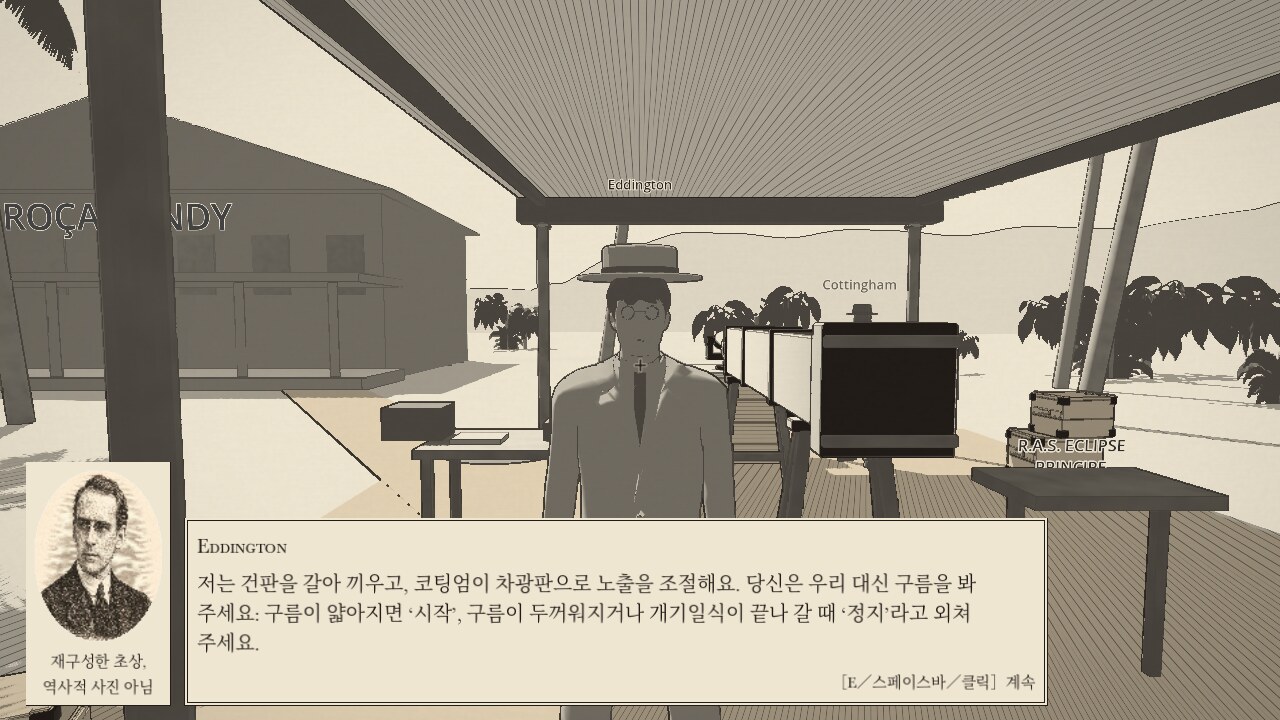 Eddington
ROÇA NDY
Cottingham
R.A.S. ECLIPSE
PRINCIPE
EDDINGTON
저는 건판을 갈아 끼우고, 코팅엄이 차광판으로 노출을 조절해요. 당신은 우리 대신 구름을 봐
주세요: 구름이 얇아지면 ‘시작’, 구름이 두꺼워지거나 개기일식이 끝나 갈 때 ‘정지’라고 외쳐
주세요.
[E/스페이스바/클릭] 계속
재구성한 초상,
역사적 사진 아님